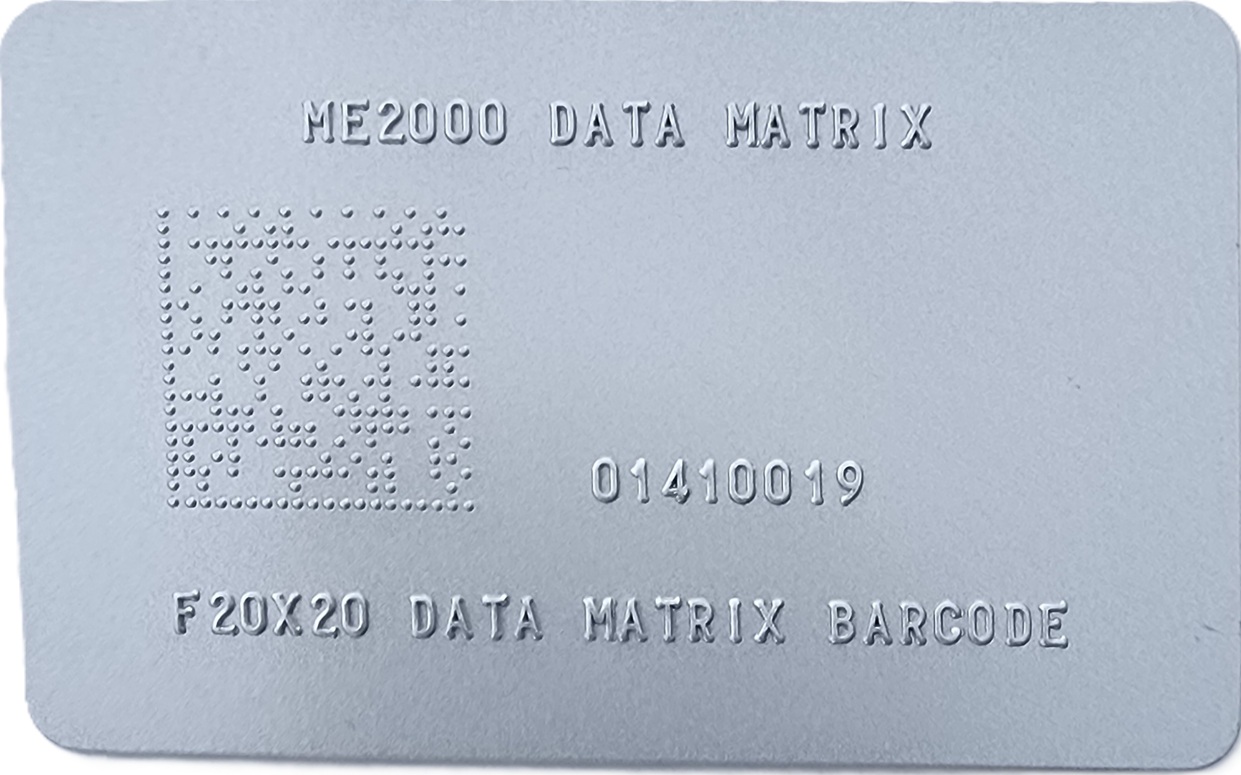 ME2000 DATA MATRIX
01410019
F20X20 DATA MATRIX BARCODE